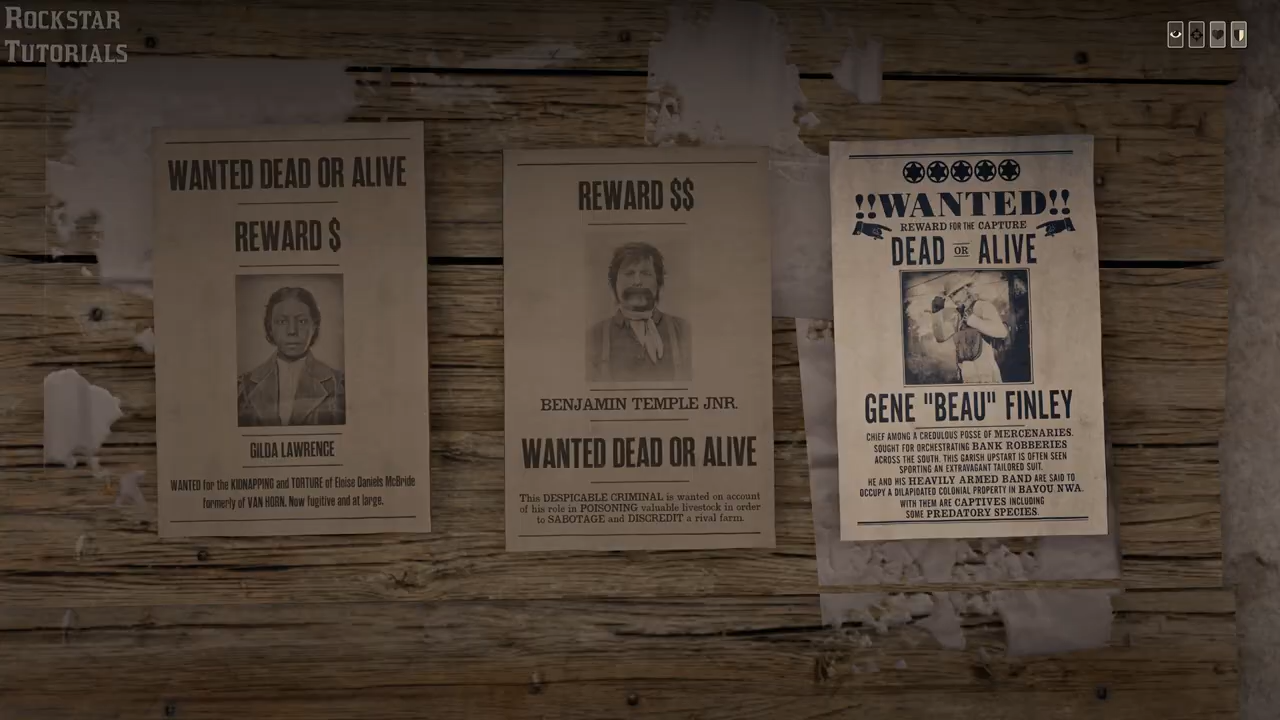 Rockstar
Tutorials
WANTED DEAD OR ALIVE
REWARD $
GILDA LAWRENCE
WANTED for the KIDNAPPING and TORTURE of Eloise Daniels McBride
formerly of VAN HORN. Now fugitive and at large.
REWARD $$
BENJAMIN TEMPLE JNR.
WANTED DEAD OR ALIVE
This DESPICABLE CRIMINAL is wanted on account
of his role in POISONING valuable livestock in order
to SABOTAGE and DISCREDIT a rival farm.
!!WANTED!!
REWARD FOR THE CAPTURE
DEAD OR ALIVE
GENE "BEAU" FINLEY
CHIEF AMONG A CREDULOUS POSSE OF MERCENARIES.
SOUGHT FOR ORCHESTRATING BANK ROBBERIES
ACROSS THE SOUTH. THIS GARISH UPSTART IS OFTEN SEEN
SPORTING AN EXTRAVAGANT TAILORED SUIT.
HE AND HIS HEAVILY ARMED BAND ARE SAID TO
OCCUPY A DILAPIDATED COLONIAL PROPERTY IN BAYOU NWA.
WITH THEM ARE CAPTIVES INCLUDING
SOME PREDATORY SPECIES.